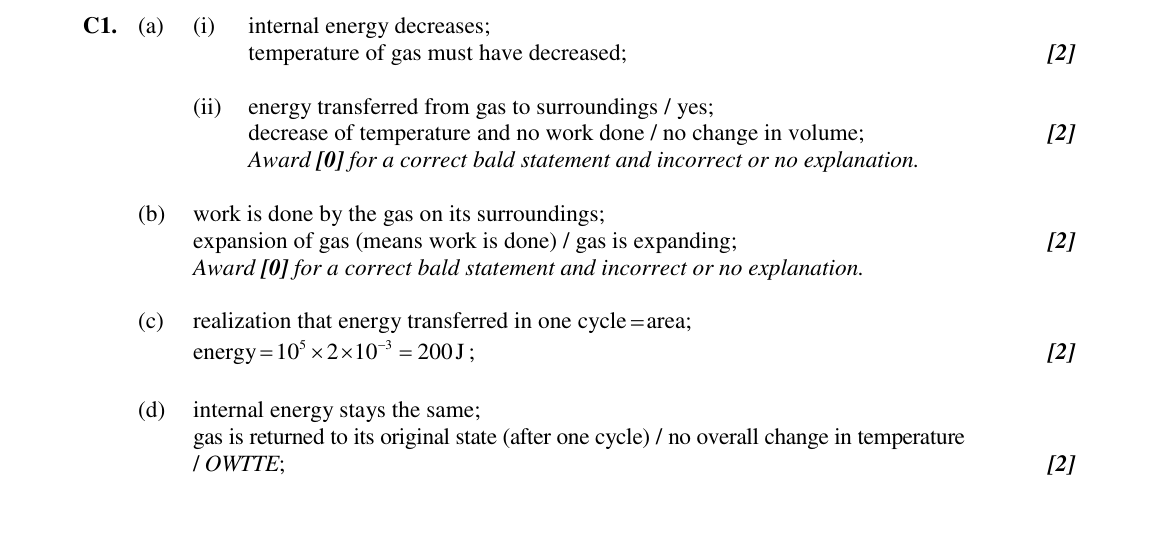 C1. (a) (i) internal energy decreases;
temperature of gas must have decreased; [2]
(ii) energy transferred from gas to surroundings / yes;
decrease of temperature and no work done / no change in volume; [2]
Award [0] for a correct bald statement and incorrect or no explanation.
(b) work is done by the gas on its surroundings;
expansion of gas (means work is done) / gas is expanding; [2]
Award [0] for a correct bald statement and incorrect or no explanation.
(c) realization that energy transferred in one cycle = area;
energy = 10⁵ × 2 × 10⁻³ = 200 J ; [2]
(d) internal energy stays the same;
gas is returned to its original state (after one cycle) / no overall change in temperature
/ OWTTE; [2]